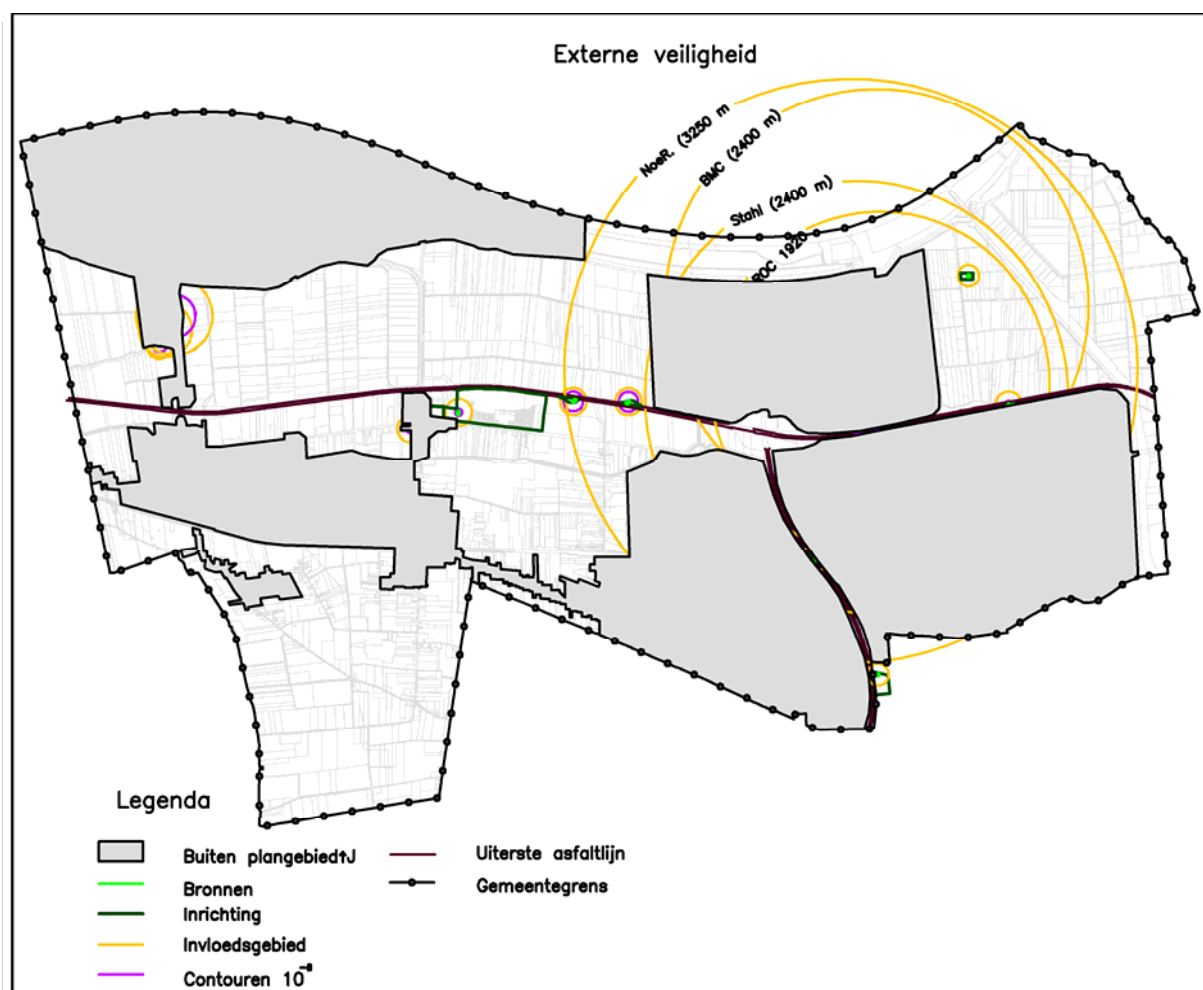 Externe veiligheid
NoeR. (3250 m
BMC (2400 m)
Stahl (2400 m)
ROC 1920
Legenda
Buiten plangebied↑J
Bronnen
Inrichting
Invloedsgebied
Contouren 10
Uiterste asfaltlijn
Gemeentegrens